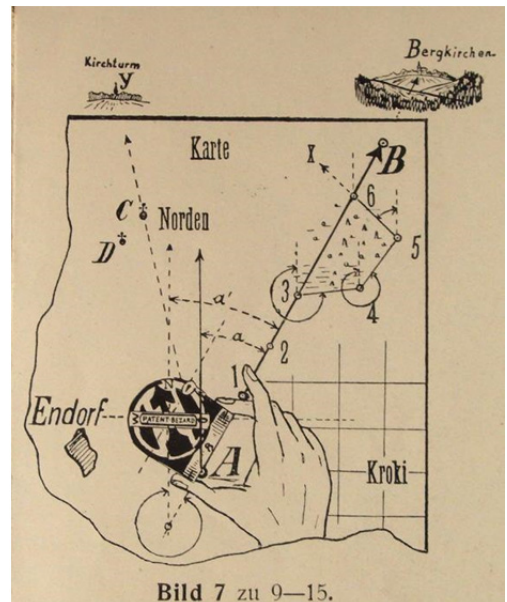 Kirchturm
y
Bergkirchen
Karte
X
B
6
C
Norden
D
5
a'
3
4
a
2
1
N
Endorf
PATENT-BEZARD
A
Kroki
Bild 7 zu 9—15.